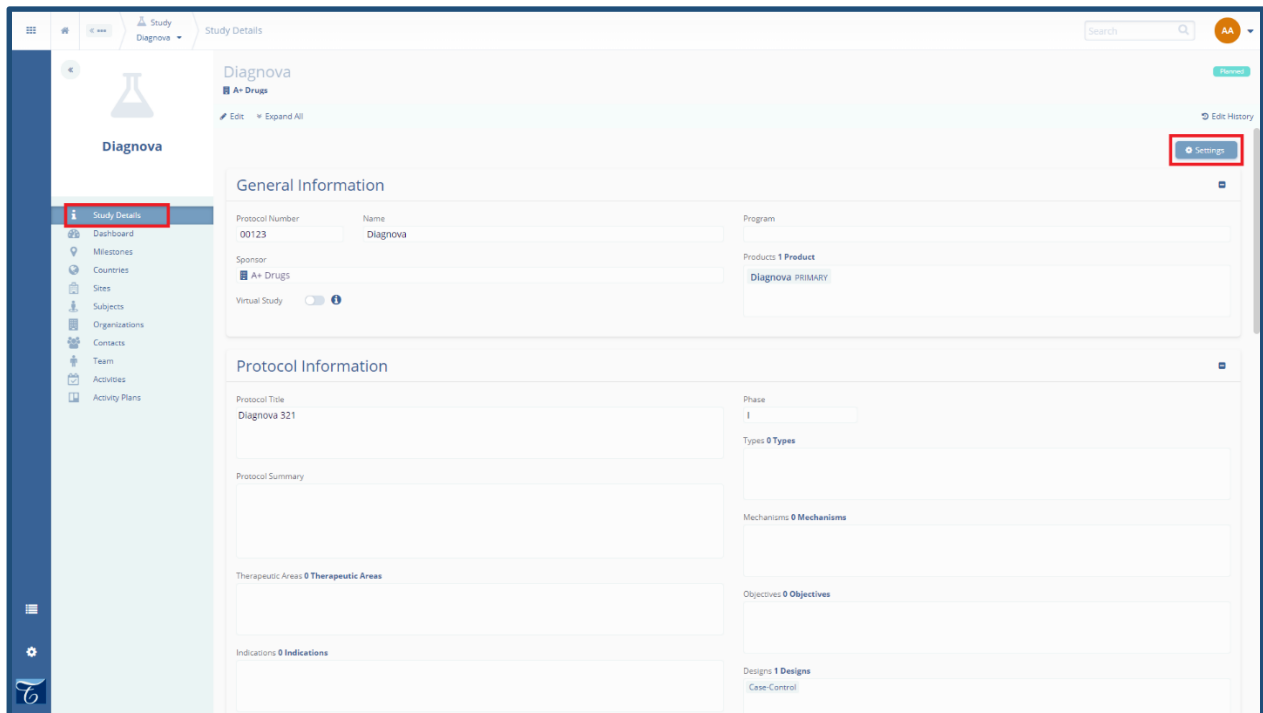 Study
Diagnova
Study Details
Search
AA
Diagnova
A+ Drugs
Planned
Edit
Expand All
Edit History
Diagnova
Settings
Study Details
Dashboard
Milestones
Countries
Sites
Subjects
Organizations
Contacts
Team
Activities
Activity Plans
General Information
Protocol Number
Name
Program
00123
Diagnova
Sponsor
Products 1 Product
A+ Drugs
Diagnova PRIMARY
Virtual Study
Protocol Information
Protocol Title
Phase
Diagnova 321
I
Types 0 Types
Protocol Summary
Mechanisms 0 Mechanisms
Therapeutic Areas 0 Therapeutic Areas
Objectives 0 Objectives
Indications 0 Indications
Designs 1 Designs
Case-Control